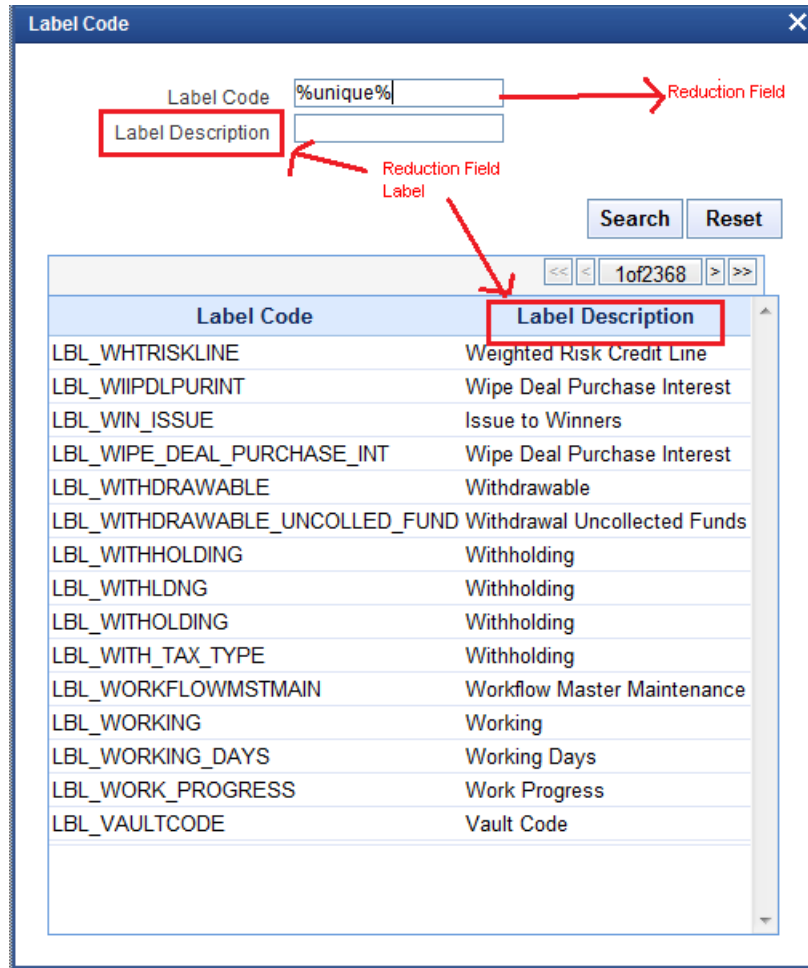 Label Code
Label Code %unique% Reduction Field
Label Description
Reduction Field
Label
Search Reset
<< < 1of2368 > >>
Label Code Label Description
LBL_WHTRISKLINE Weighted Risk Credit Line
LBL_WIIPDLPURINT Wipe Deal Purchase Interest
LBL_WIN_ISSUE Issue to Winners
LBL_WIPE_DEAL_PURCHASE_INT Wipe Deal Purchase Interest
LBL_WITHDRAWABLE Withdrawable
LBL_WITHDRAWABLE_UNCOLLED_FUND Withdrawal Uncollected Funds
LBL_WITHHOLDING Withholding
LBL_WITHLDNG Withholding
LBL_WITHOLDING Withholding
LBL_WITH_TAX_TYPE Withholding
LBL_WORKFLOWMSTMAIN Workflow Master Maintenance
LBL_WORKING Working
LBL_WORKING_DAYS Working Days
LBL_WORK_PROGRESS Work Progress
LBL_VAULTCODE Vault Code